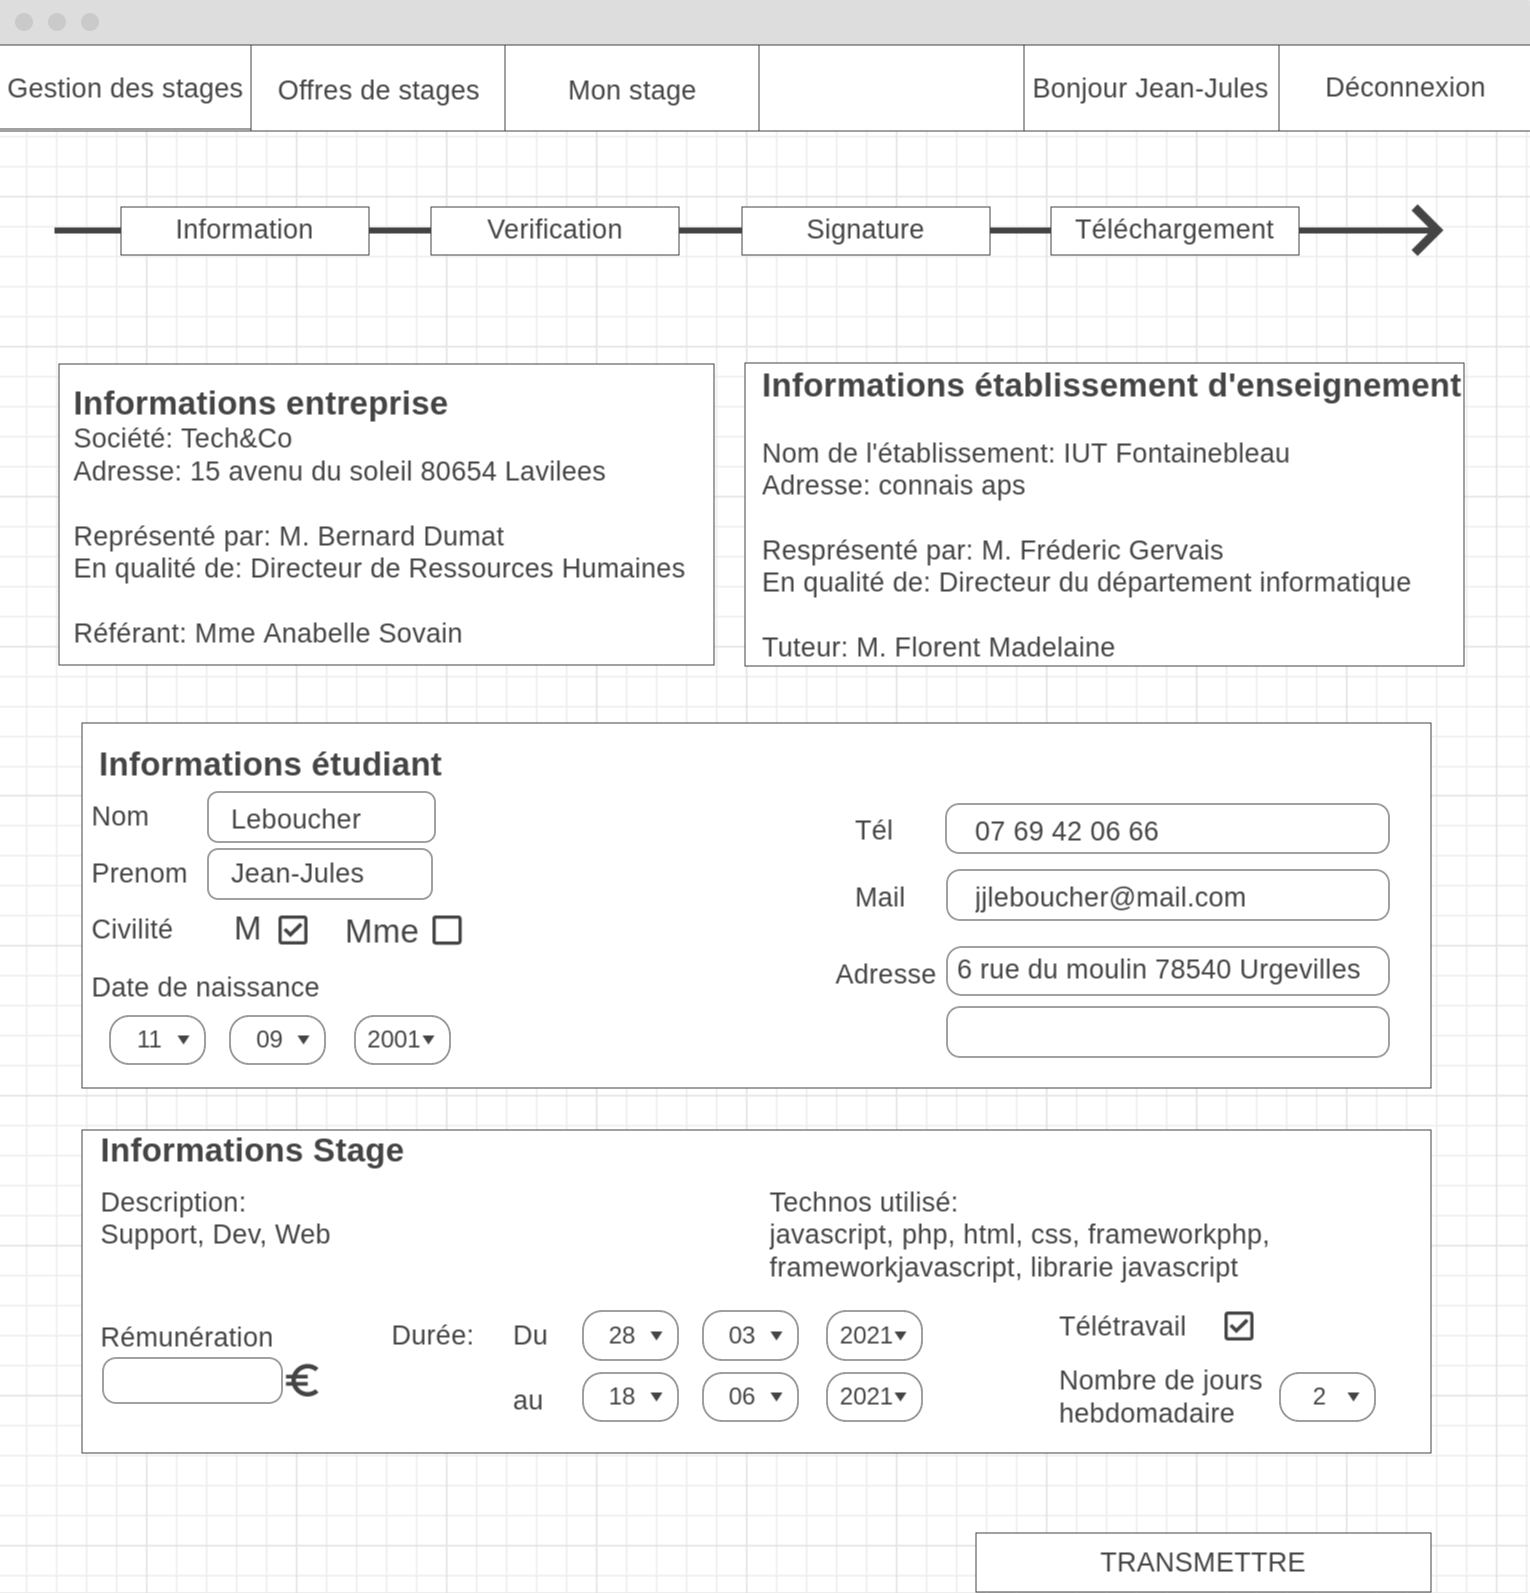 Gestion des stages
Offres de stages
Mon stage
Bonjour Jean-Jules
Déconnexion
Information
Verification
Signature
Téléchargement
Informations entreprise
Société: Tech&Co
Adresse: 15 avenu du soleil 80654 Lavilees
Représenté par: M. Bernard Dumat
En qualité de: Directeur de Ressources Humaines
Référant: Mme Anabelle Sovain
Informations établissement d'enseignement
Nom de l'établissement: IUT Fontainebleau
Adresse: connais aps
Resprésenté par: M. Fréderic Gervais
En qualité de: Directeur du département informatique
Tuteur: M. Florent Madelaine
Informations étudiant
Nom Leboucher
Prenom Jean-Jules
Civilité M Mme
Date de naissance
11 09 2001
Tél 07 69 42 06 66
Mail jjleboucher@mail.com
Adresse 6 rue du moulin 78540 Urgevilles
Informations Stage
Description:
Support, Dev, Web
Technos utilisé:
javascript, php, html, css, frameworkphp,
frameworkjavascript, librarie javascript
Rémunération
€
Durée: Du 28 03 2021
au 18 06 2021
Télétravail
Nombre de jours
hebdomadaire 2
TRANSMETTRE